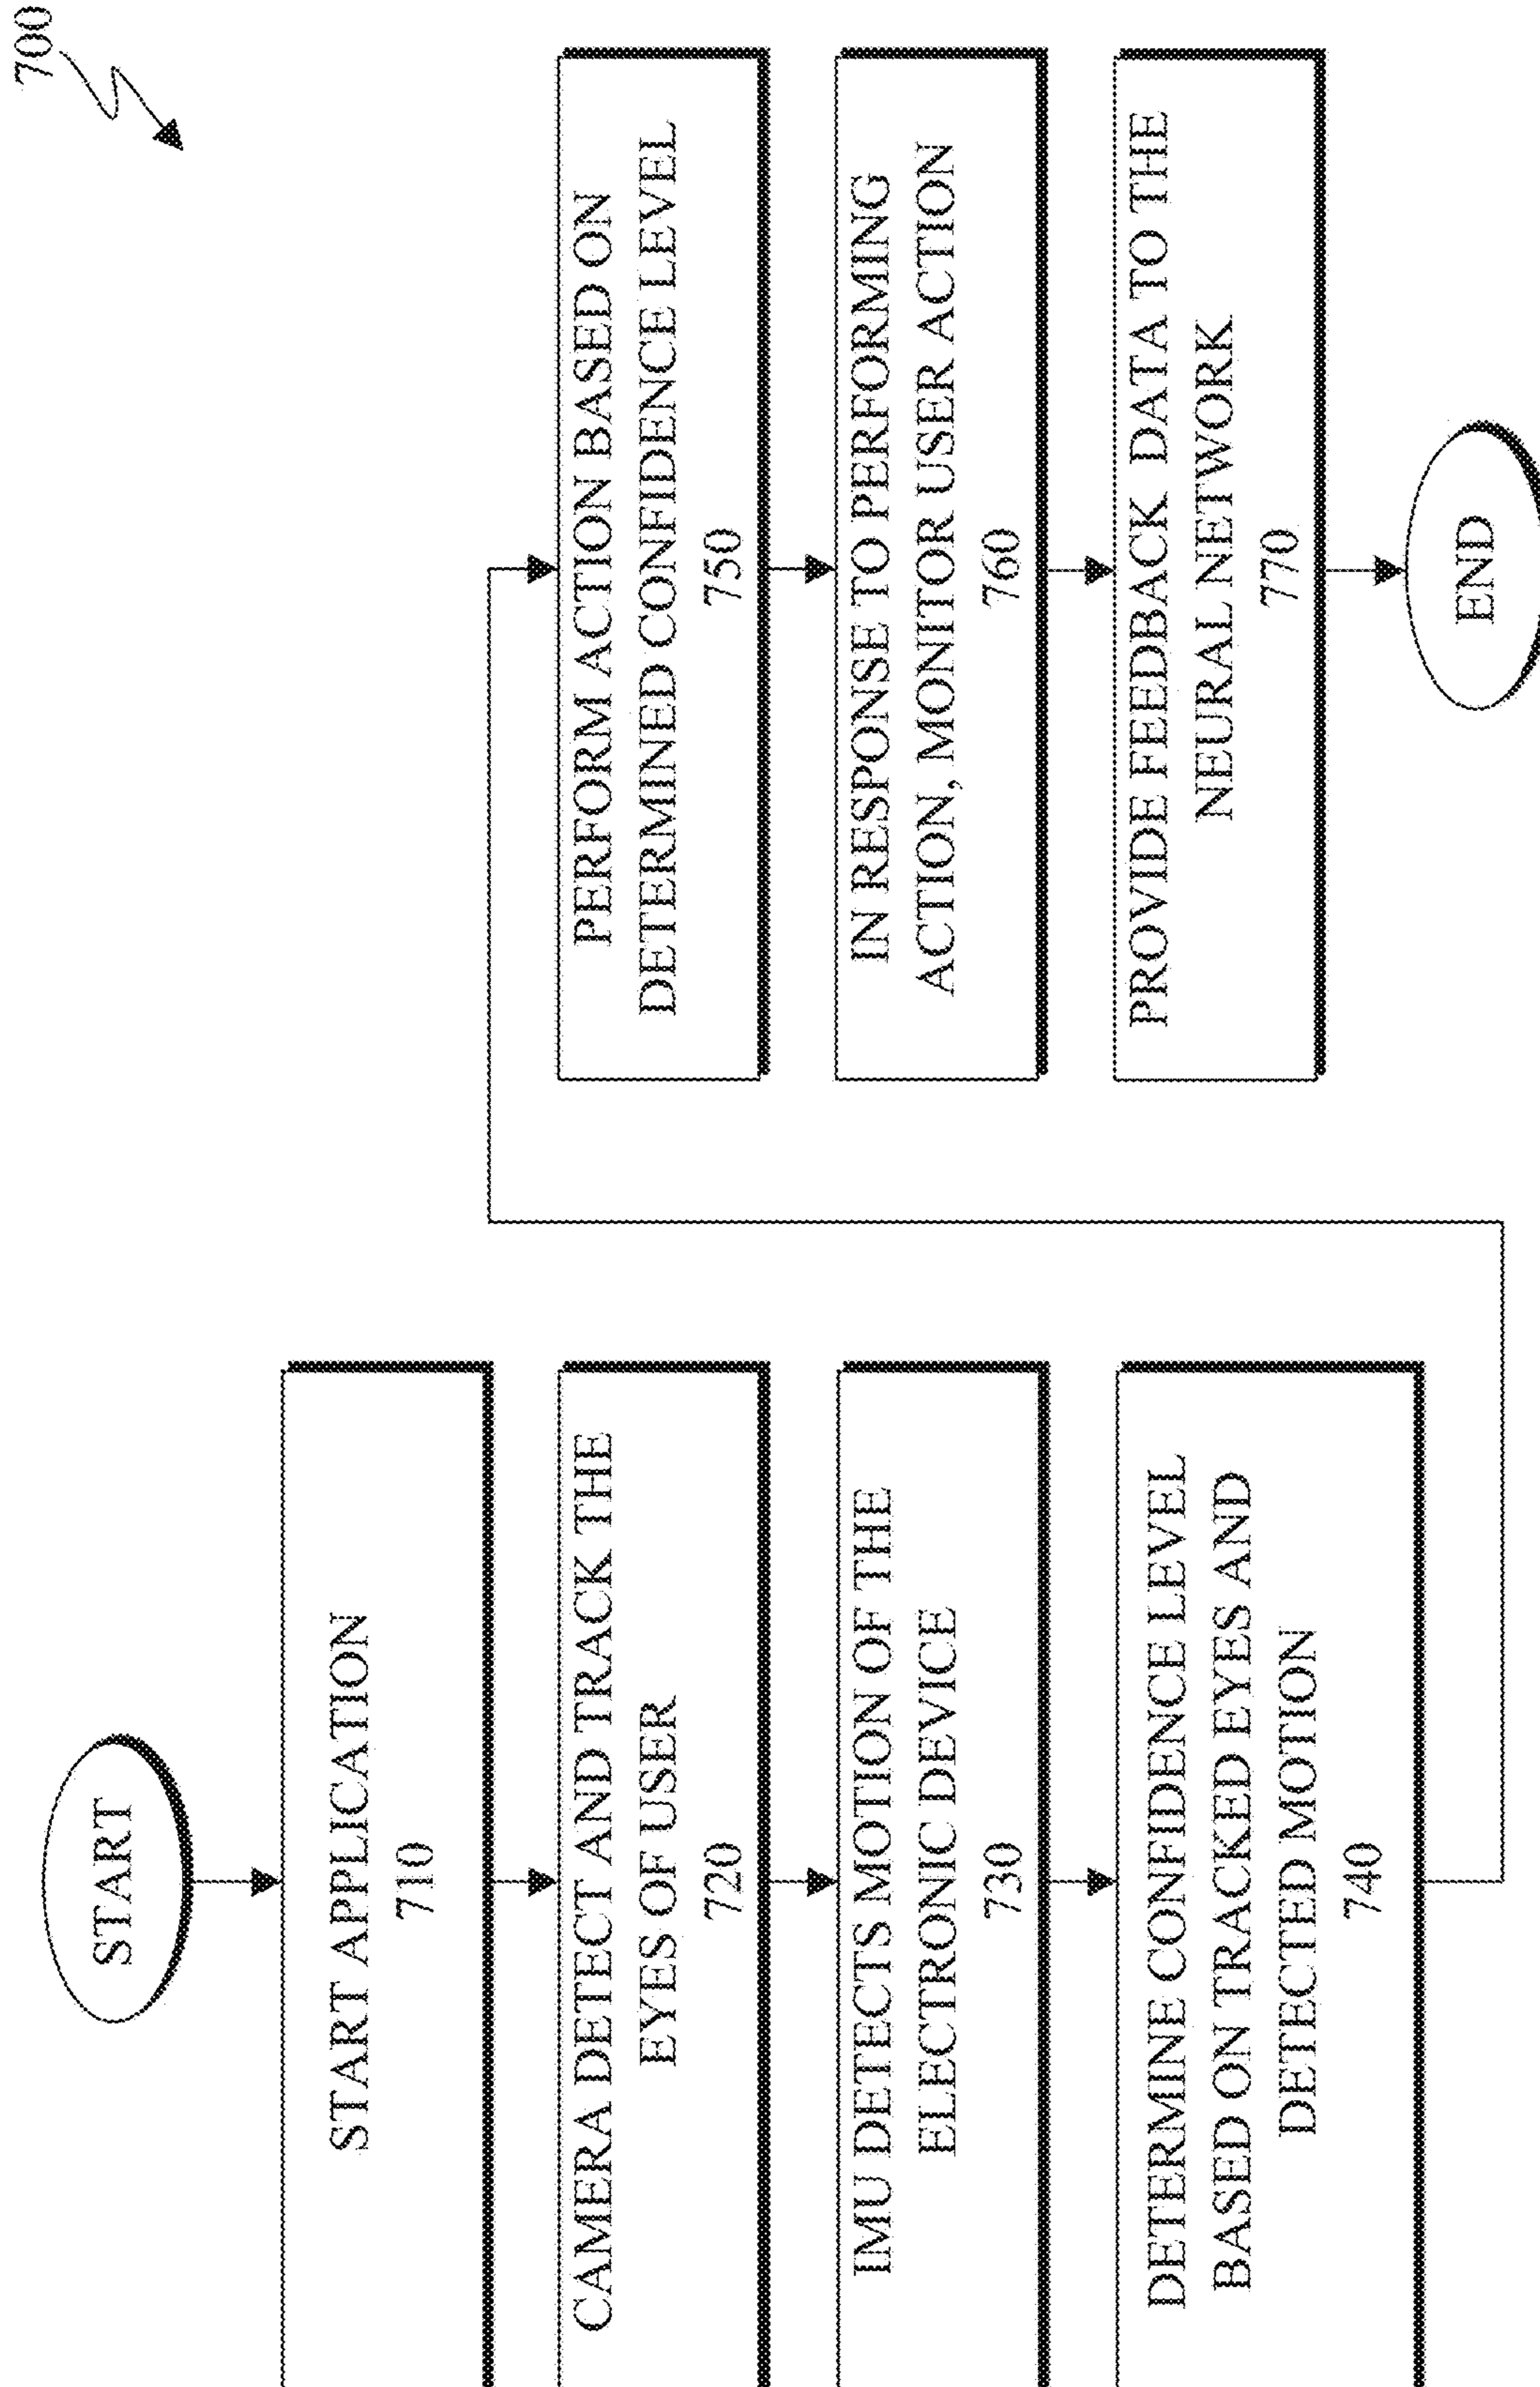 700
START
START APPLICATION
710
CAMERA DETECT AND TRACK THE
EYES OF USER
720
IMU DETECTS MOTION OF THE
ELECTRONIC DEVICE
730
DETERMINE CONFIDENCE LEVEL
BASED ON TRACKED EYES AND
DETECTED MOTION
740
PERFORM ACTION BASED ON
DETERMINED CONFIDENCE LEVEL
750
IN RESPONSE TO PERFORMING
ACTION, MONITOR USER ACTION
760
PROVIDE FEEDBACK DATA TO THE
NEURAL NETWORK
770
END